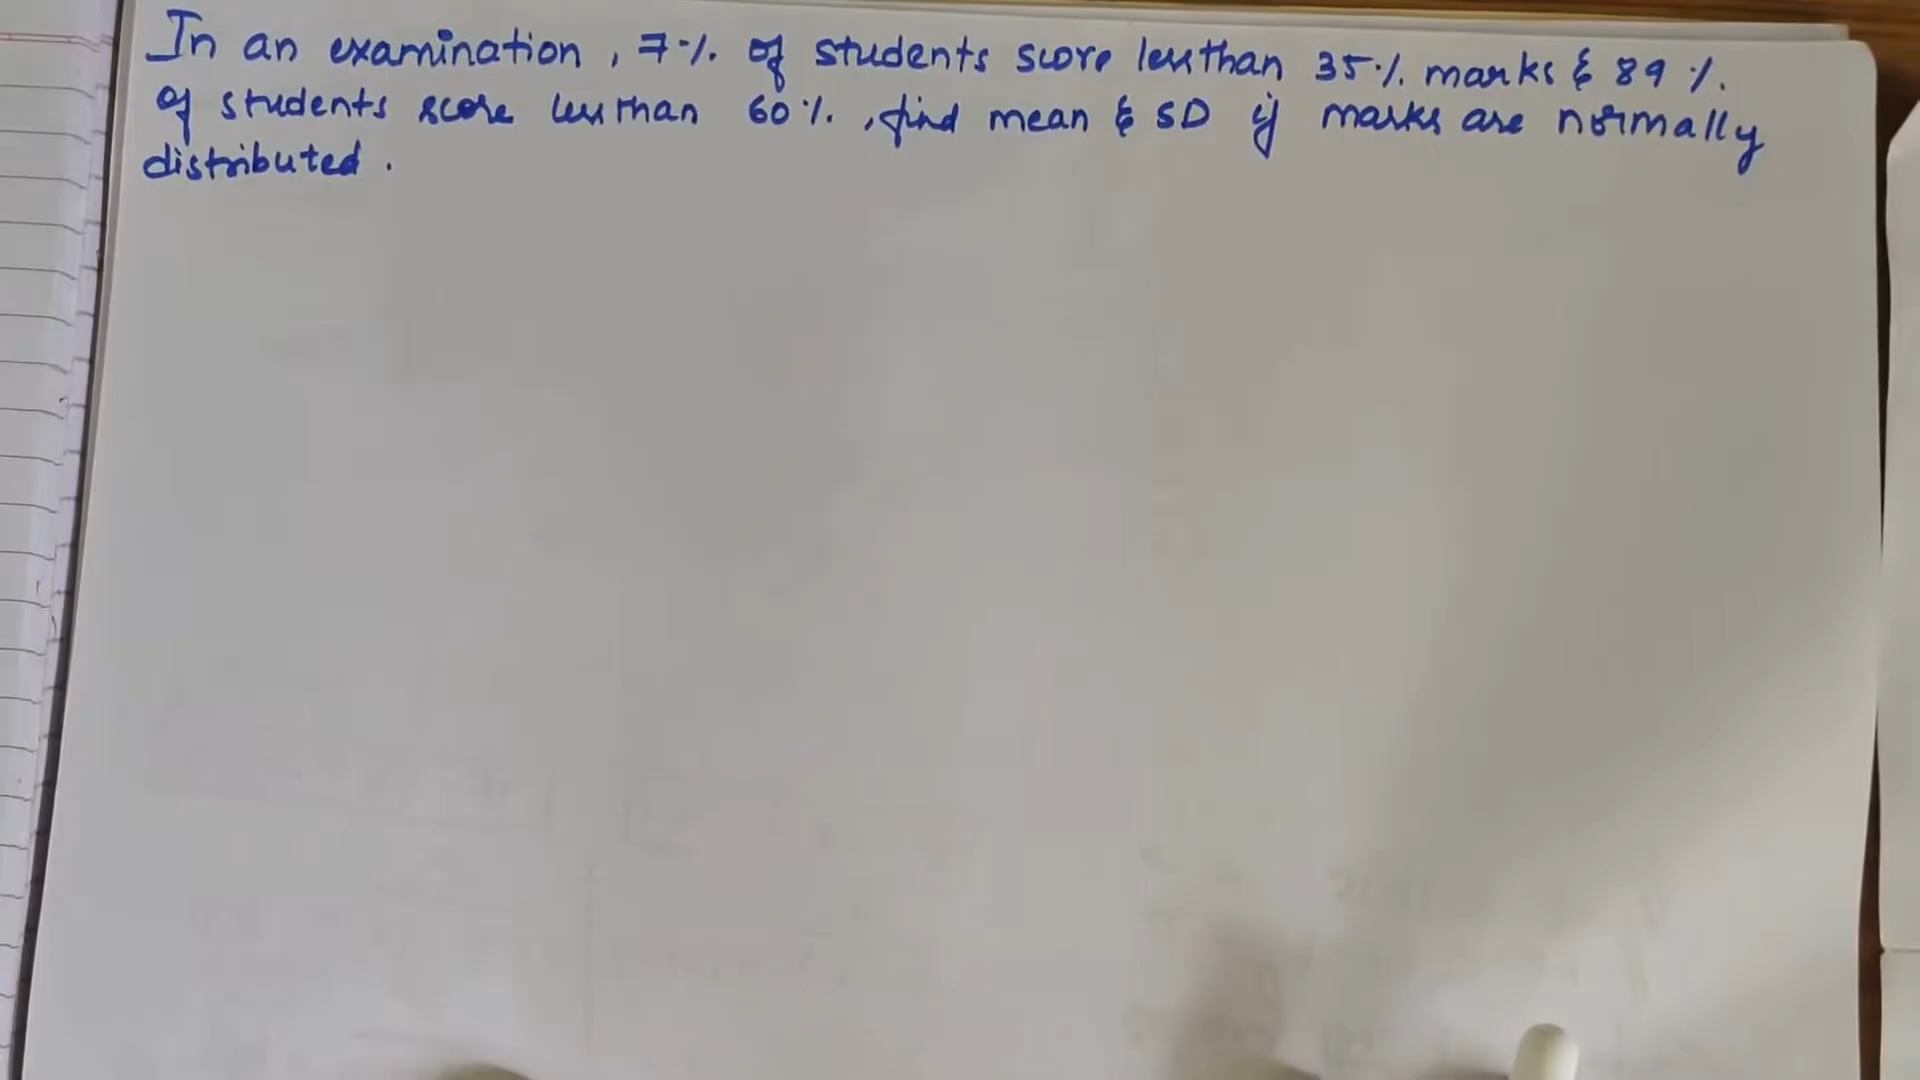 In an examination, 7% of students score less than 35% marks & 89%
of students score less than 60%, find mean & SD if marks are normally
distributed.